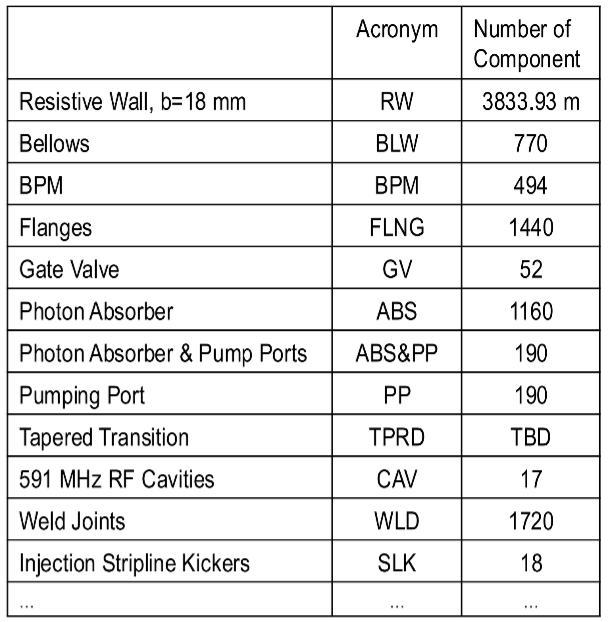 Acronym Number of
Component
Resistive Wall, b=18 mm RW 3833.93 m
Bellows BLW 770
BPM BPM 494
Flanges FLNG 1440
Gate Valve GV 52
Photon Absorber ABS 1160
Photon Absorber & Pump Ports ABS&PP 190
Pumping Port PP 190
Tapered Transition TPRD TBD
591 MHz RF Cavities CAV 17
Weld Joints WLD 1720
Injection Stripline Kickers SLK 18
... ... ...